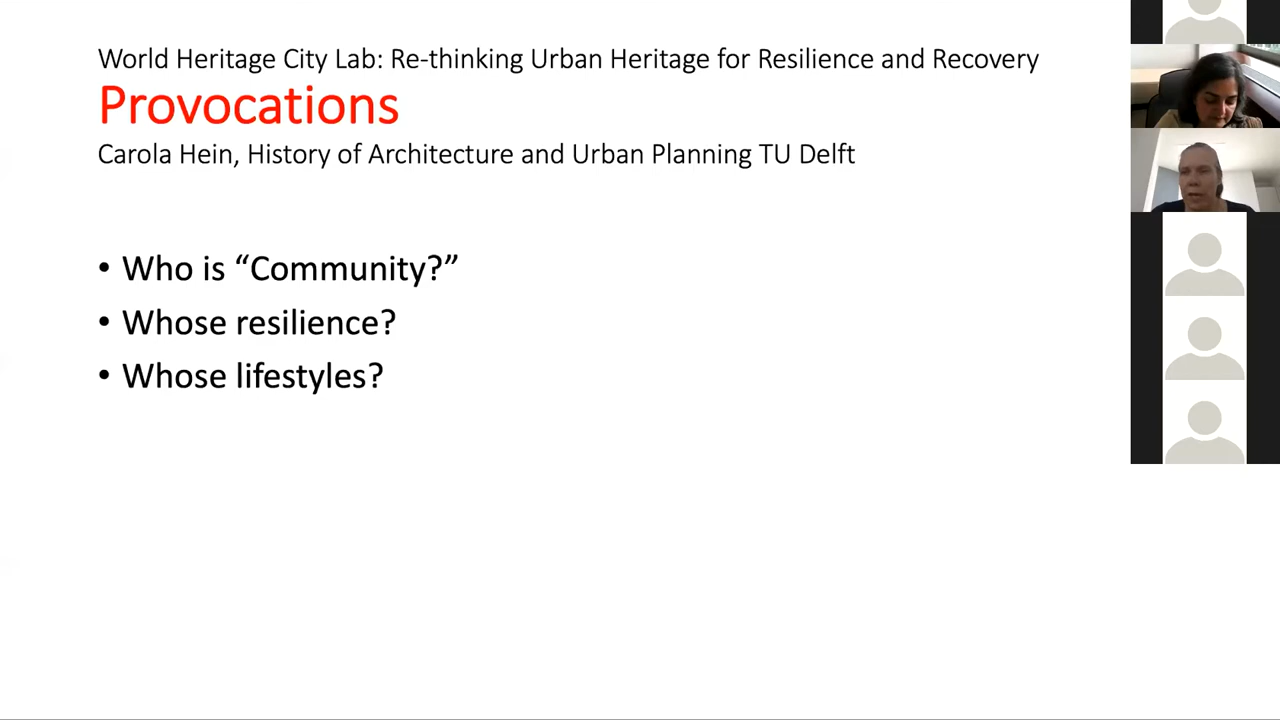 World Heritage City Lab: Re-thinking Urban Heritage for Resilience and Recovery
Provocations
Carola Hein, History of Architecture and Urban Planning TU Delft
• Who is “Community?”
• Whose resilience?
• Whose lifestyles?